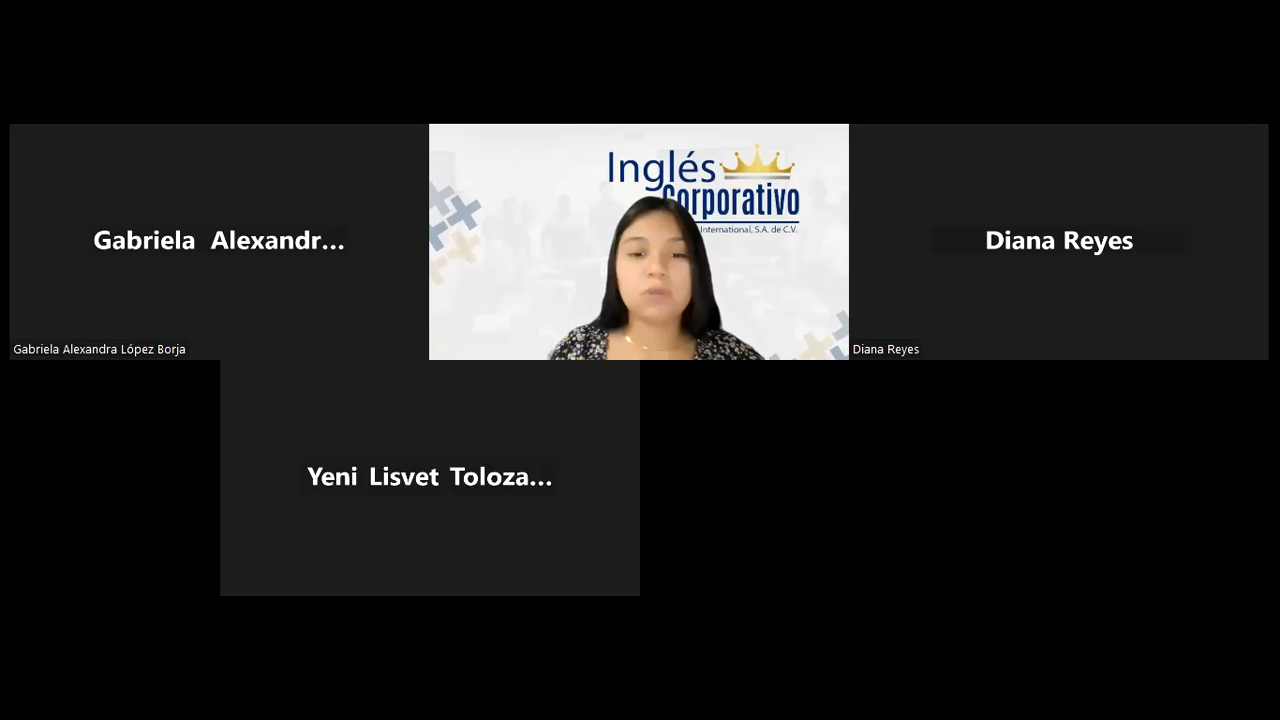 Gabriela Alexandr...
Gabriela Alexandra López Borja
Inglés
Corporativo
International, S.A. de C.V.
Diana Reyes
Diana Reyes
Yeni Lisvet Toloza...